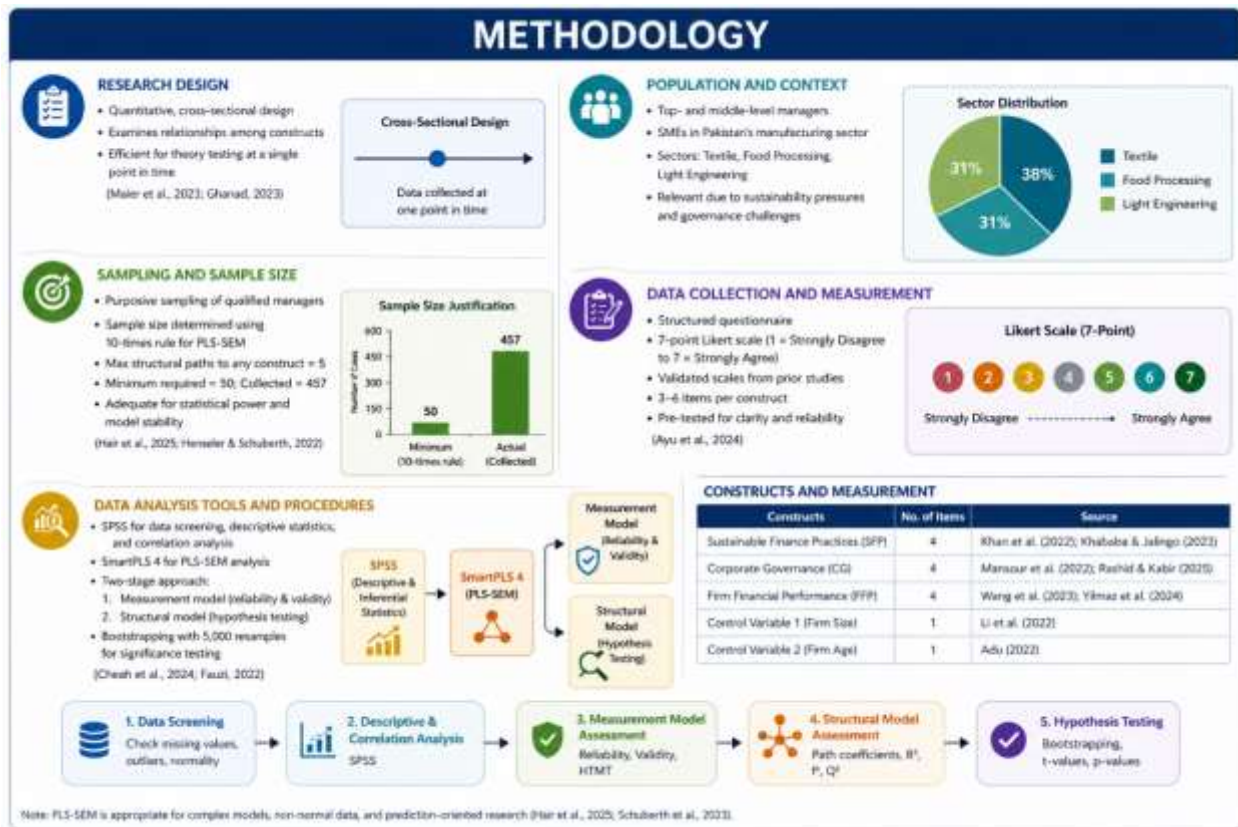 METHODOLOGY
RESEARCH DESIGN
• Quantitative, cross-sectional design
• Examines relationships among constructs
• Efficient for theory testing at a single
point in time
(Maier et al., 2023; Ghanad, 2023)
Cross-Sectional Design
Data collected at
one point in time
POPULATION AND CONTEXT
• Top- and middle-level managers
• SMEs in Pakistan's manufacturing sector
• Sectors: Textile, Food Processing,
Light Engineering
• Relevant due to sustainability pressures
and governance challenges
Sector Distribution
31%
38%
31%
Textile
Food Processing
Light Engineering
SAMPLING AND SAMPLE SIZE
• Purposive sampling of qualified managers
• Sample size determined using
10-times rule for PLS-SEM
• Max structural paths to any construct = 5
• Minimum required = 50; Collected = 457
• Adequate for statistical power and
model stability
(Hair et al., 2025; Henseler & Schuberth, 2022)
Sample Size Justification
Number of Cases
600
450
300
150
0
50
457
Minimum
(10-times rule)
Actual
(Collected)
DATA COLLECTION AND MEASUREMENT
• Structured questionnaire
• 7-point Likert scale (1 = Strongly Disagree
to 7 = Strongly Agree)
• Validated scales from prior studies
• 3–6 items per construct
• Pre-tested for clarity and reliability
(Ayu et al., 2024)
Likert Scale (7-Point)
1 2 3 4 5 6 7
Strongly Disagree
Strongly Agree
DATA ANALYSIS TOOLS AND PROCEDURES
• SPSS for data screening, descriptive statistics,
and correlation analysis
• SmartPLS 4 for PLS-SEM analysis
• Two-stage approach:
1. Measurement model (reliability & validity)
2. Structural model (hypothesis testing)
• Bootstrapping with 5,000 resamples
for significance testing
(Cheah et al., 2024; Fauzi, 2022)
SPSS
(Descriptive &
Inferential
Statistics)
SmartPLS 4
(PLS-SEM)
Measurement
Model
(Reliability &
Validity)
Structural
Model
(Hypothesis
Testing)
CONSTRUCTS AND MEASUREMENT
Constructs No. of Items Source
Sustainable Finance Practices (SFP) 4 Khan et al. (2022); Khababa & Jalingo (2023)
Corporate Governance (CG) 4 Mansour et al. (2022); Rashid & Kabir (2025)
Firm Financial Performance (FFP) 4 Wang et al. (2023); Yilmaz et al. (2024)
Control Variable 1 (Firm Size) 1 Li et al. (2022)
Control Variable 2 (Firm Age) 1 Adu (2022)
1. Data Screening
Check missing values,
outliers, normality
2. Descriptive &
Correlation Analysis
SPSS
3. Measurement Model
Assessment
Reliability, Validity,
HTMT
4. Structural Model
Assessment
Path coefficients, R²,
f², Q²
5. Hypothesis Testing
Bootstrapping,
t-values, p-values
Note: PLS-SEM is appropriate for complex models, non-normal data, and prediction-oriented research (Hair et al., 2025; Schuberth et al., 2023).